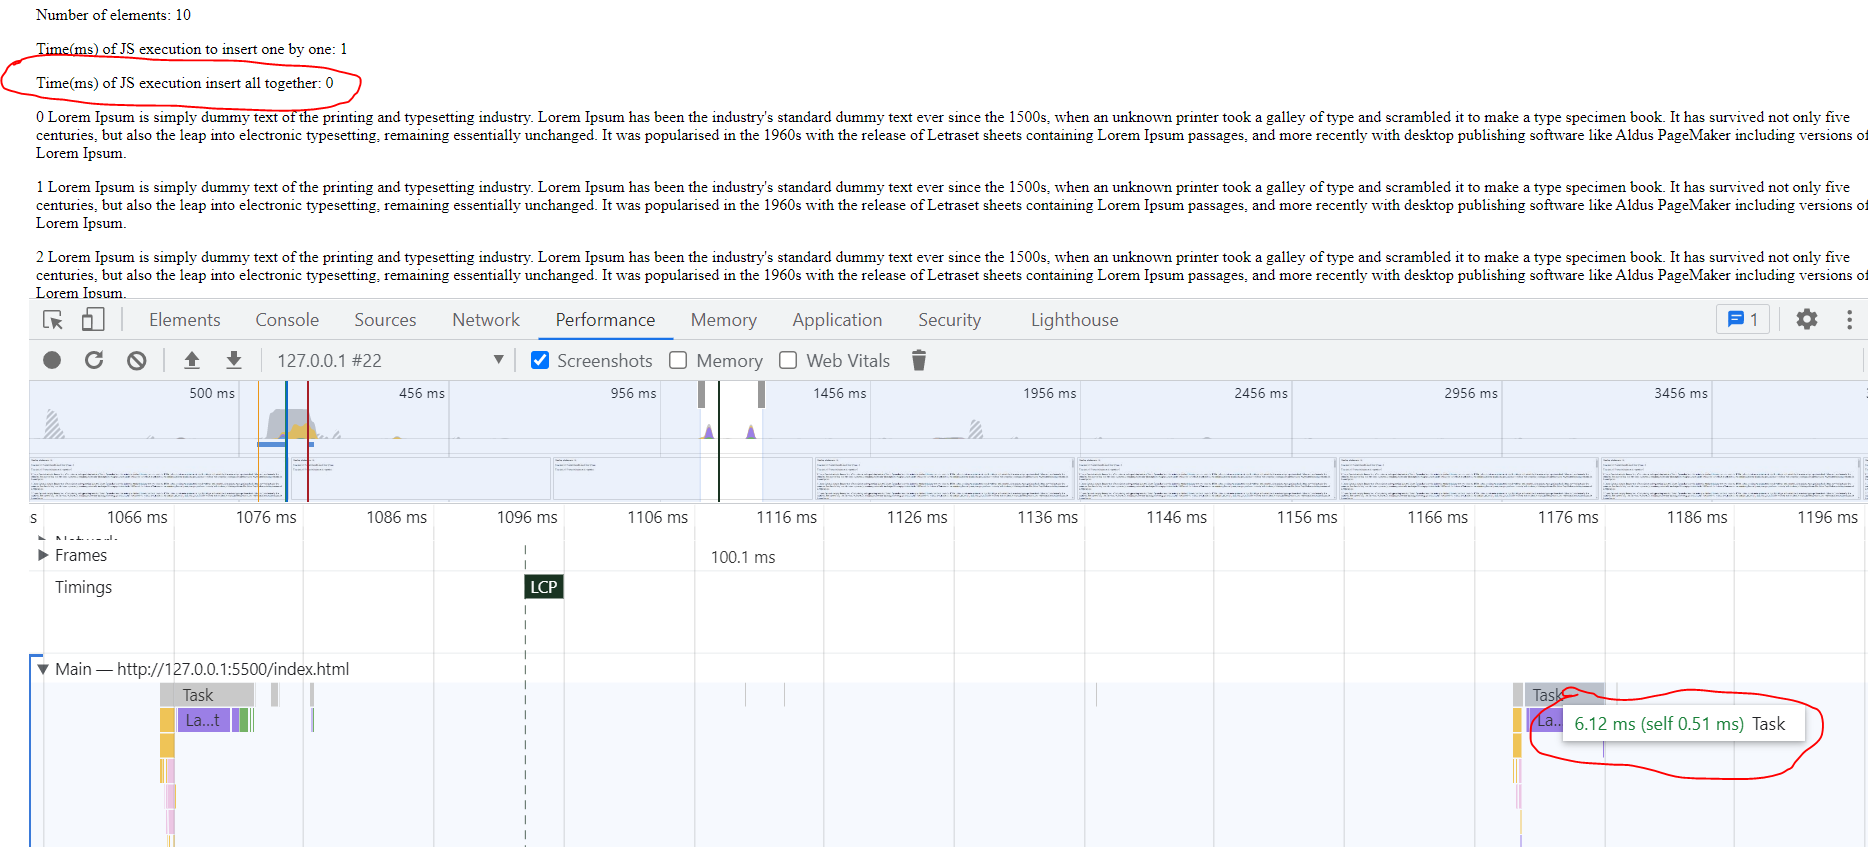 Number of elements: 10
Time(ms) of JS execution to insert one by one: 1
Time(ms) of JS execution insert all together: 0
0 Lorem Ipsum is simply dummy text of the printing and typesetting industry. Lorem Ipsum has been the industry's standard dummy text ever since the 1500s, when an unknown printer took a galley of type and scrambled it to make a type specimen book. It has survived not only five
centuries, but also the leap into electronic typesetting, remaining essentially unchanged. It was popularised in the 1960s with the release of Letraset sheets containing Lorem Ipsum passages, and more recently with desktop publishing software like Aldus PageMaker including versions of
Lorem Ipsum.
1 Lorem Ipsum is simply dummy text of the printing and typesetting industry. Lorem Ipsum has been the industry's standard dummy text ever since the 1500s, when an unknown printer took a galley of type and scrambled it to make a type specimen book. It has survived not only five
centuries, but also the leap into electronic typesetting, remaining essentially unchanged. It was popularised in the 1960s with the release of Letraset sheets containing Lorem Ipsum passages, and more recently with desktop publishing software like Aldus PageMaker including versions of
Lorem Ipsum.
2 Lorem Ipsum is simply dummy text of the printing and typesetting industry. Lorem Ipsum has been the industry's standard dummy text ever since the 1500s, when an unknown printer took a galley of type and scrambled it to make a type specimen book. It has survived not only five
centuries, but also the leap into electronic typesetting, remaining essentially unchanged. It was popularised in the 1960s with the release of Letraset sheets containing Lorem Ipsum passages, and more recently with desktop publishing software like Aldus PageMaker including versions of
Lorem Ipsum.
Elements Console Sources Network Performance Memory Application Security Lighthouse 1
127.0.0.1 #22 Screenshots Memory Web Vitals
500 ms 456 ms 956 ms 1456 ms 1956 ms 2456 ms 2956 ms 3456 ms
s 1066 ms 1076 ms 1086 ms 1096 ms 1106 ms 1116 ms 1126 ms 1136 ms 1146 ms 1156 ms 1166 ms 1176 ms 1186 ms 1196 ms
Network
Frames 100.1 ms
Timings LCP
Main — http://127.0.0.1:5500/index.html
Task Task
La...t La...
6.12 ms (self 0.51 ms) Task